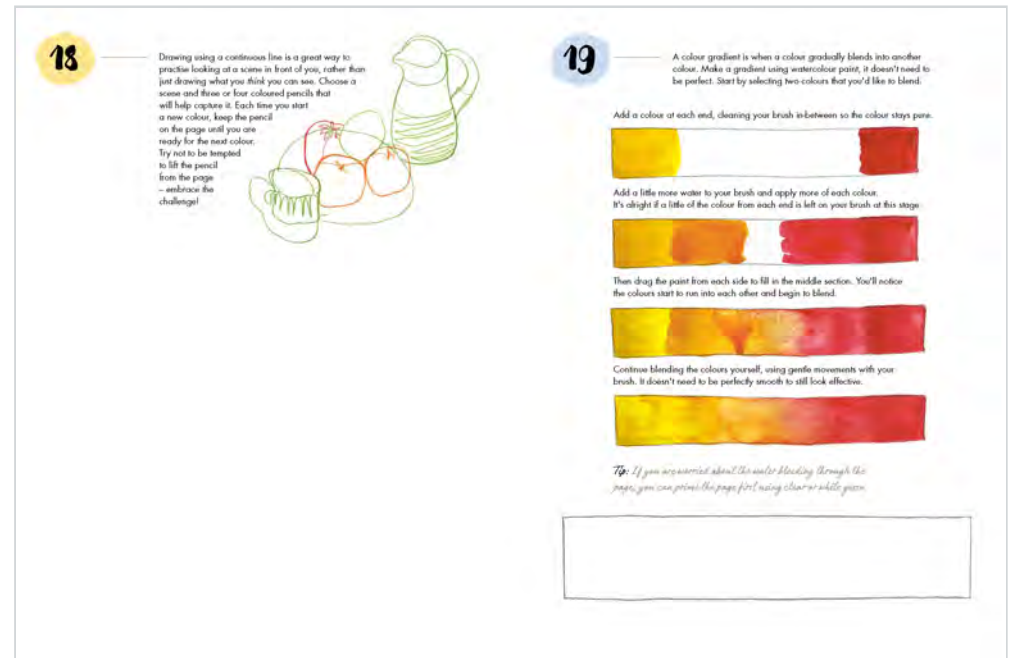 18
Drawing using a continuous line is a great way to
practise looking at a scene in front of you, rather than
just drawing what you think you can see. Choose a
scene and three or four coloured pencils that
will help capture it. Each time you start
a new colour, keep the pencil
on the page until you are
ready for the next colour.
Try not to be tempted
to lift the pencil
from the page
– embrace the
challenge!
19
A colour gradient is when a colour gradually blends into another
colour. Make a gradient using watercolour paint, it doesn't need to
be perfect. Start by selecting two colours that you'd like to blend.
Add a colour at each end, cleaning your brush in-between so the colour stays pure.
Add a little more water to your brush and apply more of each colour.
It's alright if a little of the colour from each end is left on your brush at this stage
Then drag the paint from each side to fill in the middle section. You'll notice
the colours start to run into each other and begin to blend.
Continue blending the colours yourself, using gentle movements with your
brush. It doesn't need to be perfectly smooth to still look effective.
Tip: If you are worried about the water bleeding through the
page, you can prime the page first using clear or white gesso.